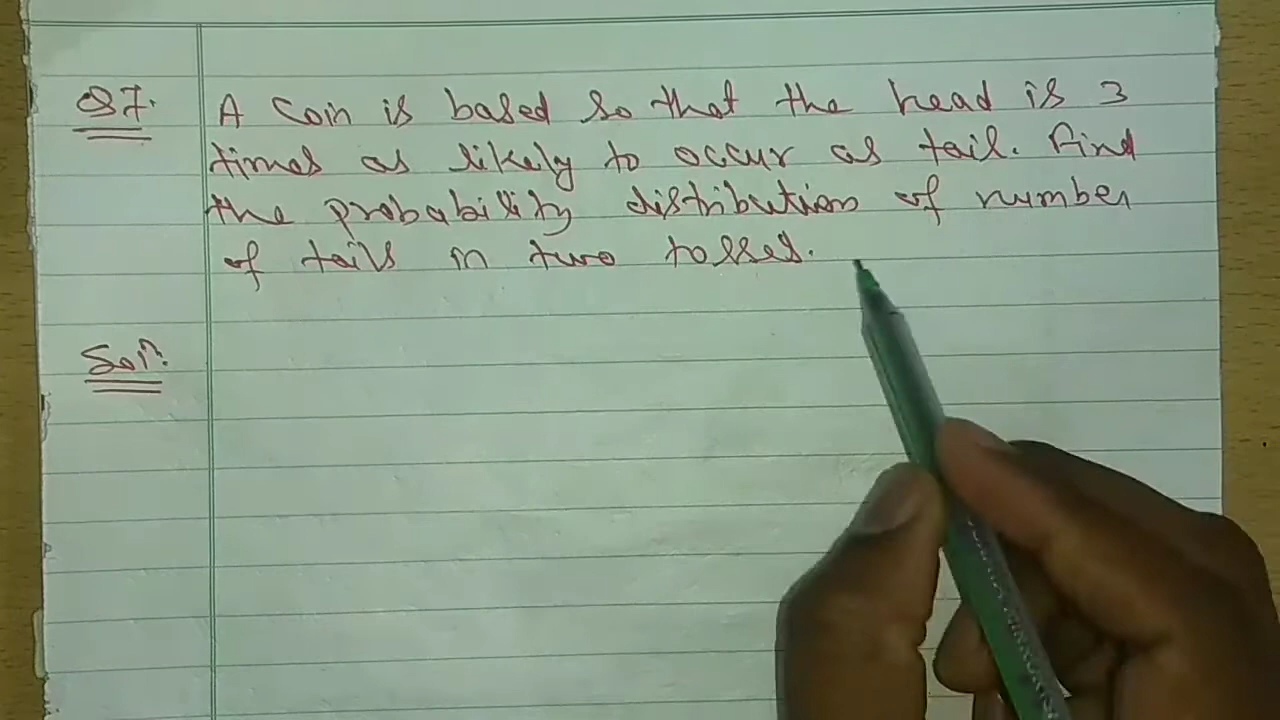 Q7. A coin is based so that the head is 3
times as likely to occur as tail. Find
the probability distribution of number
of tails in two tosses.
Soln.